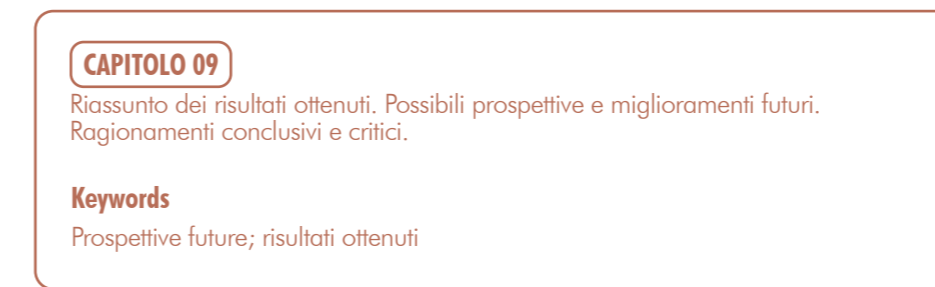 CAPITOLO 09
Riassunto dei risultati ottenuti. Possibili prospettive e miglioramenti futuri.
Ragionamenti conclusivi e critici.
Keywords
Prospettive future; risultati ottenuti